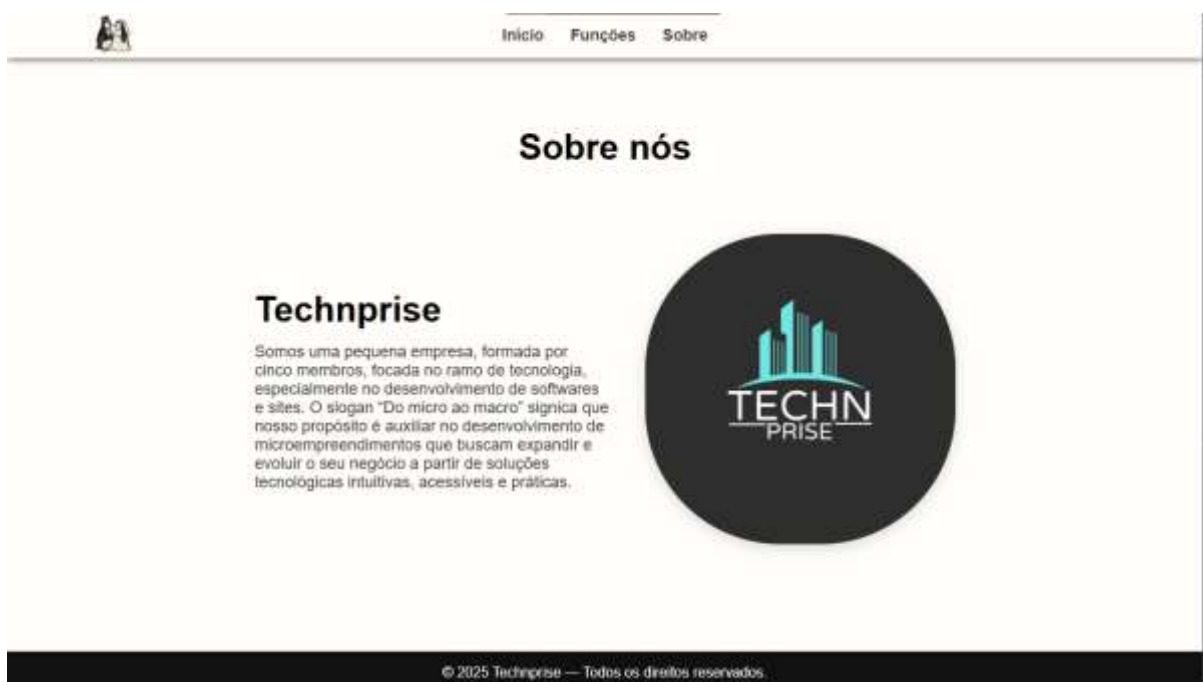 Início Funções Sobre
Sobre nós
Technprise
Somos uma pequena empresa, formada por
cinco membros, focada no ramo de tecnologia,
especialmente no desenvolvimento de softwares
e sites. O slogan "Do micro ao macro" signica que
nosso propósito é auxiliar no desenvolvimento de
microempreendimentos que buscam expandir e
evoluir o seu negócio a partir de soluções
tecnológicas intuitivas, acessíveis e práticas.
TECHN
PRISE
© 2025 Technprise — Todos os direitos reservados.